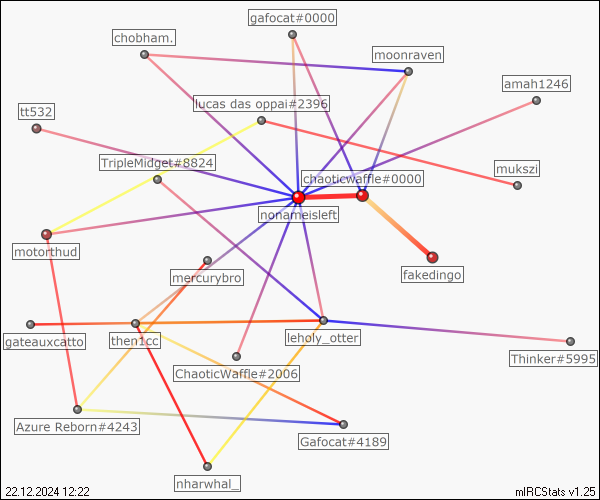 gafocat#0000
chobham.
moonraven
amah1246
lucas das oppai#2396
tt532
TripleMidget#8824
mukszi
chaoticwaffle#0000
nonameisleft
motorthud
mercurybro
fakedingo
gateauxcatto
then1cc
leholy_otter
ChaoticWaffle#2006
Thinker#5995
Azure Reborn#4243
Gafocat#4189
nharwhal_
22.12.2024 12:22
mIRCStats v1.25